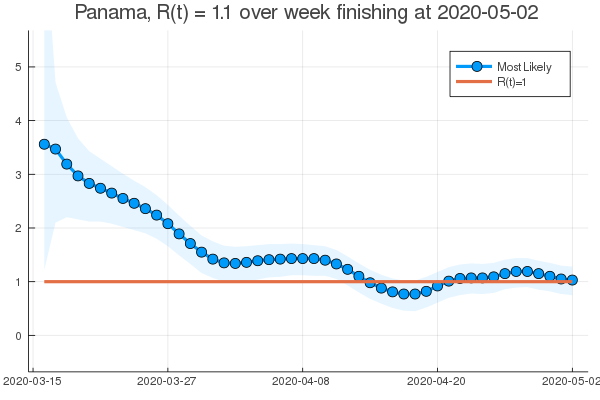 Panama, R(t) = 1.1 over week finishing at 2020-05-02
Most Likely
R(t)=1
5
4
3
2
1
0
2020-03-15 2020-03-27 2020-04-08 2020-04-20 2020-05-02